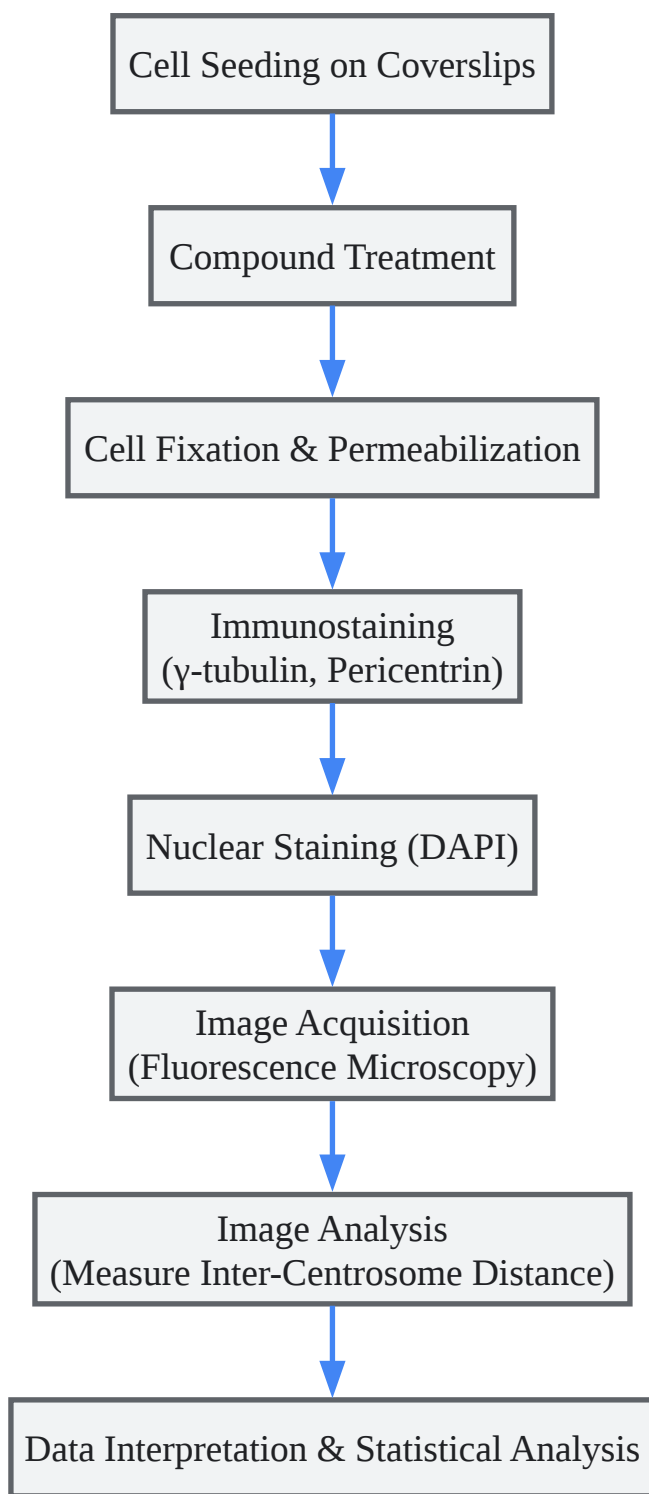 Cell Seeding on Coverslips
Compound Treatment
Cell Fixation & Permeabilization
Immunostaining
(γ-tubulin, Pericentrin)
Nuclear Staining (DAPI)
Image Acquisition
(Fluorescence Microscopy)
Image Analysis
(Measure Inter-Centrosome Distance)
Data Interpretation & Statistical Analysis